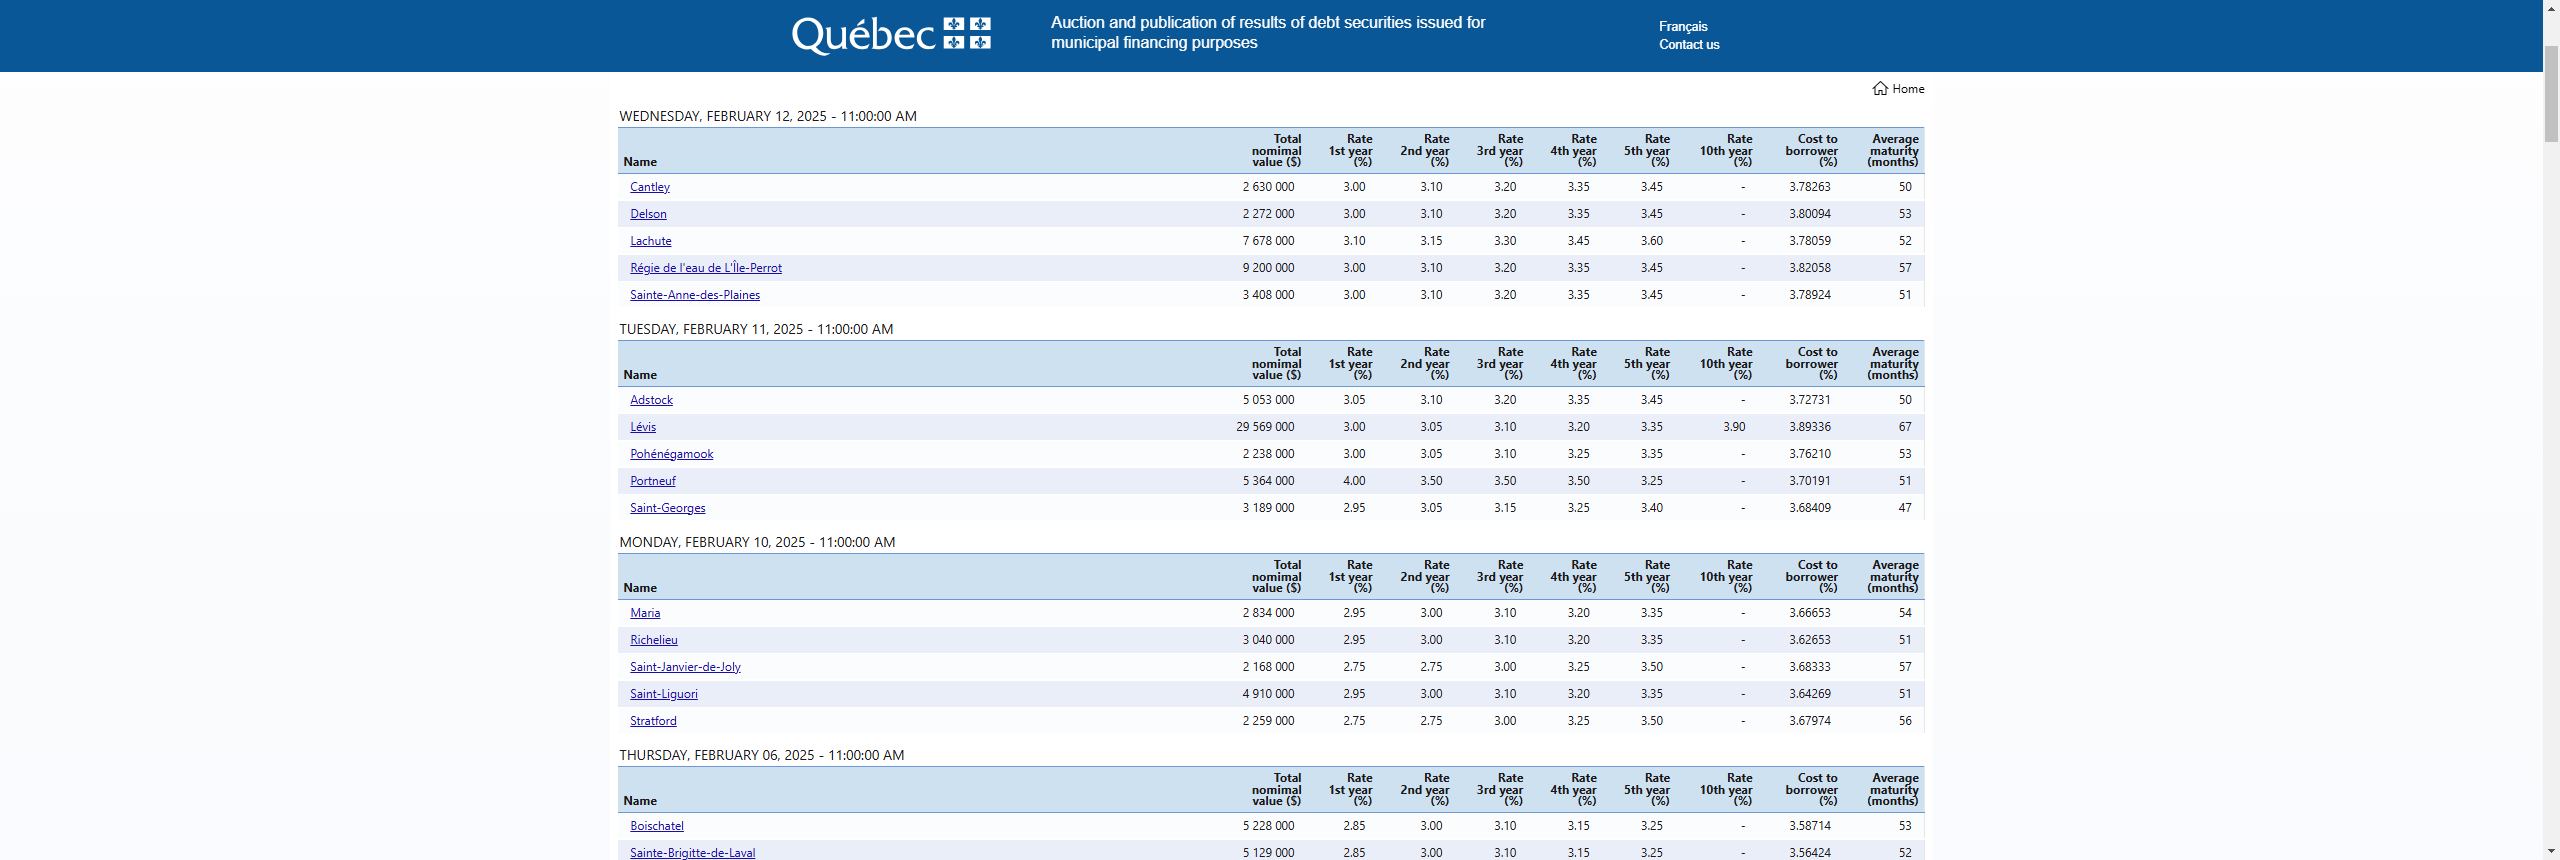 Québec
Auction and publication of results of debt securities issued for
municipal financing purposes
Français
Contact us
Home
WEDNESDAY, FEBRUARY 12, 2025 - 11:00:00 AM
Name Total nomimal value ($) Rate 1st year (%) Rate 2nd year (%) Rate 3rd year (%) Rate 4th year (%) Rate 5th year (%) Rate 10th year (%) Cost to borrower (%) Average maturity (months)
Cantley 2 630 000 3.00 3.10 3.20 3.35 3.45 - 3.78263 50
Delson 2 272 000 3.00 3.10 3.20 3.35 3.45 - 3.80094 53
Lachute 7 678 000 3.10 3.15 3.30 3.45 3.60 - 3.78059 52
Régie de l'eau de L'Île-Perrot 9 200 000 3.00 3.10 3.20 3.35 3.45 - 3.82058 57
Sainte-Anne-des-Plaines 3 408 000 3.00 3.10 3.20 3.35 3.45 - 3.78924 51
TUESDAY, FEBRUARY 11, 2025 - 11:00:00 AM
Name Total nomimal value ($) Rate 1st year (%) Rate 2nd year (%) Rate 3rd year (%) Rate 4th year (%) Rate 5th year (%) Rate 10th year (%) Cost to borrower (%) Average maturity (months)
Adstock 5 053 000 3.05 3.10 3.20 3.35 3.45 - 3.72731 50
Lévis 29 569 000 3.00 3.05 3.10 3.20 3.35 3.90 3.89336 67
Pohénégamook 2 238 000 3.00 3.05 3.10 3.25 3.35 - 3.76210 53
Portneuf 5 364 000 4.00 3.50 3.50 3.50 3.25 - 3.70191 51
Saint-Georges 3 189 000 2.95 3.05 3.15 3.25 3.40 - 3.68409 47
MONDAY, FEBRUARY 10, 2025 - 11:00:00 AM
Name Total nomimal value ($) Rate 1st year (%) Rate 2nd year (%) Rate 3rd year (%) Rate 4th year (%) Rate 5th year (%) Rate 10th year (%) Cost to borrower (%) Average maturity (months)
Maria 2 834 000 2.95 3.00 3.10 3.20 3.35 - 3.66653 54
Richelieu 3 040 000 2.95 3.00 3.10 3.20 3.35 - 3.62653 51
Saint-Janvier-de-Joly 2 168 000 2.75 2.75 3.00 3.25 3.50 - 3.68333 57
Saint-Liguori 4 910 000 2.95 3.00 3.10 3.20 3.35 - 3.64269 51
Stratford 2 259 000 2.75 2.75 3.00 3.25 3.50 - 3.67974 56
THURSDAY, FEBRUARY 06, 2025 - 11:00:00 AM
Name Total nomimal value ($) Rate 1st year (%) Rate 2nd year (%) Rate 3rd year (%) Rate 4th year (%) Rate 5th year (%) Rate 10th year (%) Cost to borrower (%) Average maturity (months)
Boischatel 5 228 000 2.85 3.00 3.10 3.15 3.25 - 3.58714 53
Sainte-Brigitte-de-Laval 5 129 000 2.85 3.00 3.10 3.15 3.25 - 3.56424 52